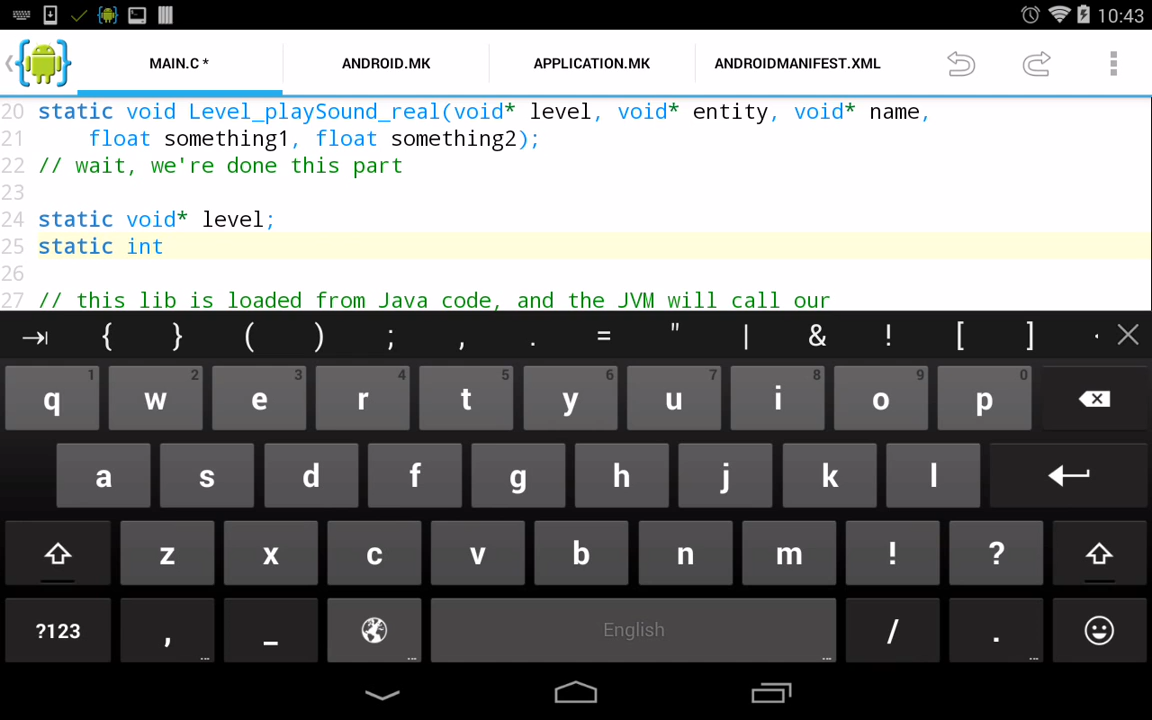 10:43
MAIN.C *
ANDROID.MK
APPLICATION.MK
ANDROIDMANIFEST.XML
20 static void Level_playSound_real(void* level, void* entity, void* name,
21 float something1, float something2);
22 // wait, we're done this part
23
24 static void* level;
25 static int
26
27 // this lib is loaded from Java code, and the JVM will call our
{ } ( ) ; , . = " | & ! [ ]
1 2 3 4 5 6 7 8 9 0
q w e r t y u i o p
a s d f g h j k l
z x c v b n m ! ?
?123 , _ English / .